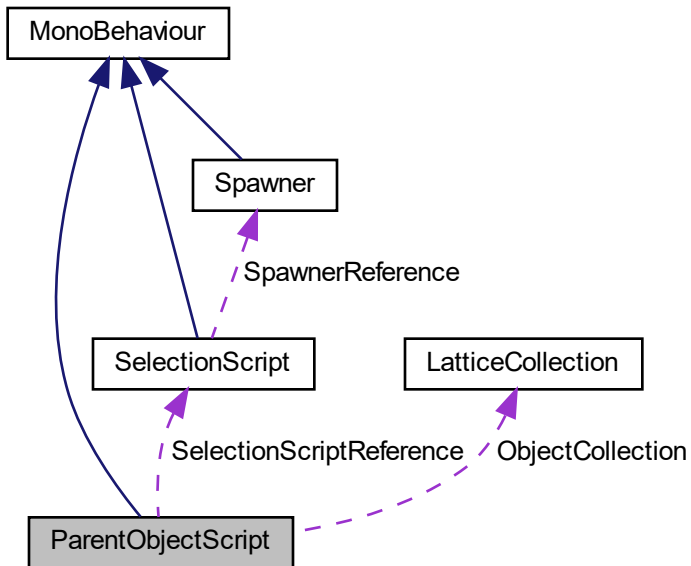 MonoBehaviour
Spawner
SpawnerReference
SelectionScript
LatticeCollection
SelectionScriptReference
ObjectCollection
ParentObjectScript